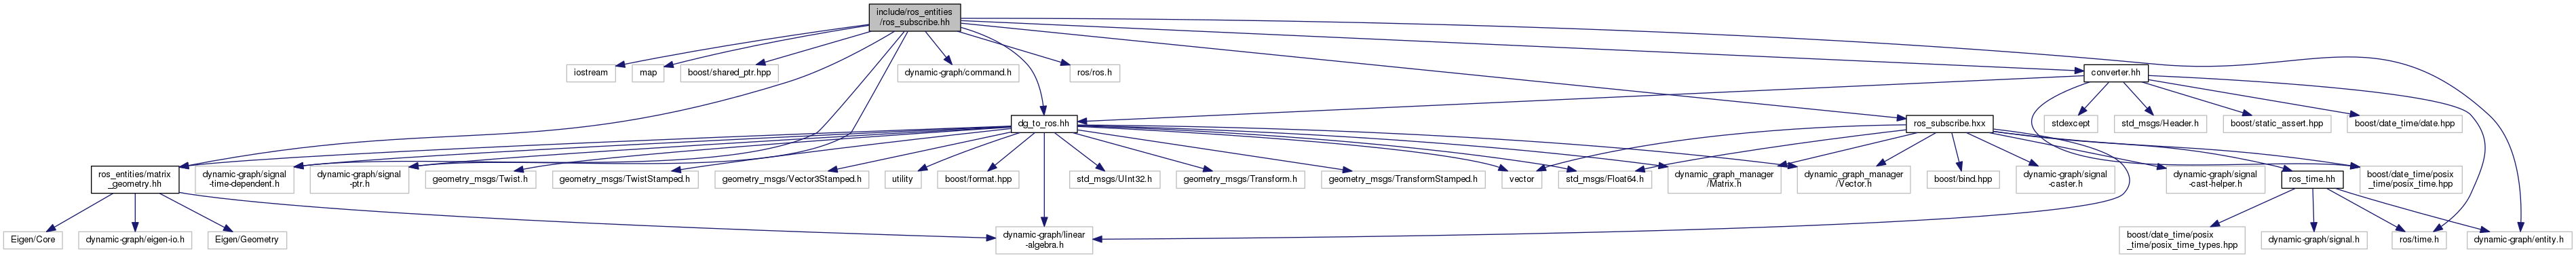 include/ros_entities
/ros_subscribe.hh
iostream
map
boost/shared_ptr.hpp
dynamic-graph/command.h
ros/ros.h
converter.hh
dg_to_ros.hh
ros_subscribe.hxx
stdexcept
std_msgs/Header.h
boost/static_assert.hpp
boost/date_time/date.hpp
ros_entities/matrix
_geometry.hh
dynamic-graph/signal
-time-dependent.h
dynamic-graph/signal
-ptr.h
geometry_msgs/Twist.h
geometry_msgs/TwistStamped.h
geometry_msgs/Vector3Stamped.h
utility
boost/format.hpp
std_msgs/UInt32.h
geometry_msgs/Transform.h
geometry_msgs/TransformStamped.h
vector
std_msgs/Float64.h
dynamic_graph_manager
/Matrix.h
dynamic_graph_manager
/Vector.h
boost/bind.hpp
dynamic-graph/signal
-caster.h
dynamic-graph/signal
-cast-helper.h
ros_time.hh
boost/date_time/posix
_time/posix_time.hpp
Eigen/Core
dynamic-graph/eigen-io.h
Eigen/Geometry
dynamic-graph/linear
-algebra.h
boost/date_time/posix
_time/posix_time_types.hpp
dynamic-graph/signal.h
ros/time.h
dynamic-graph/entity.h